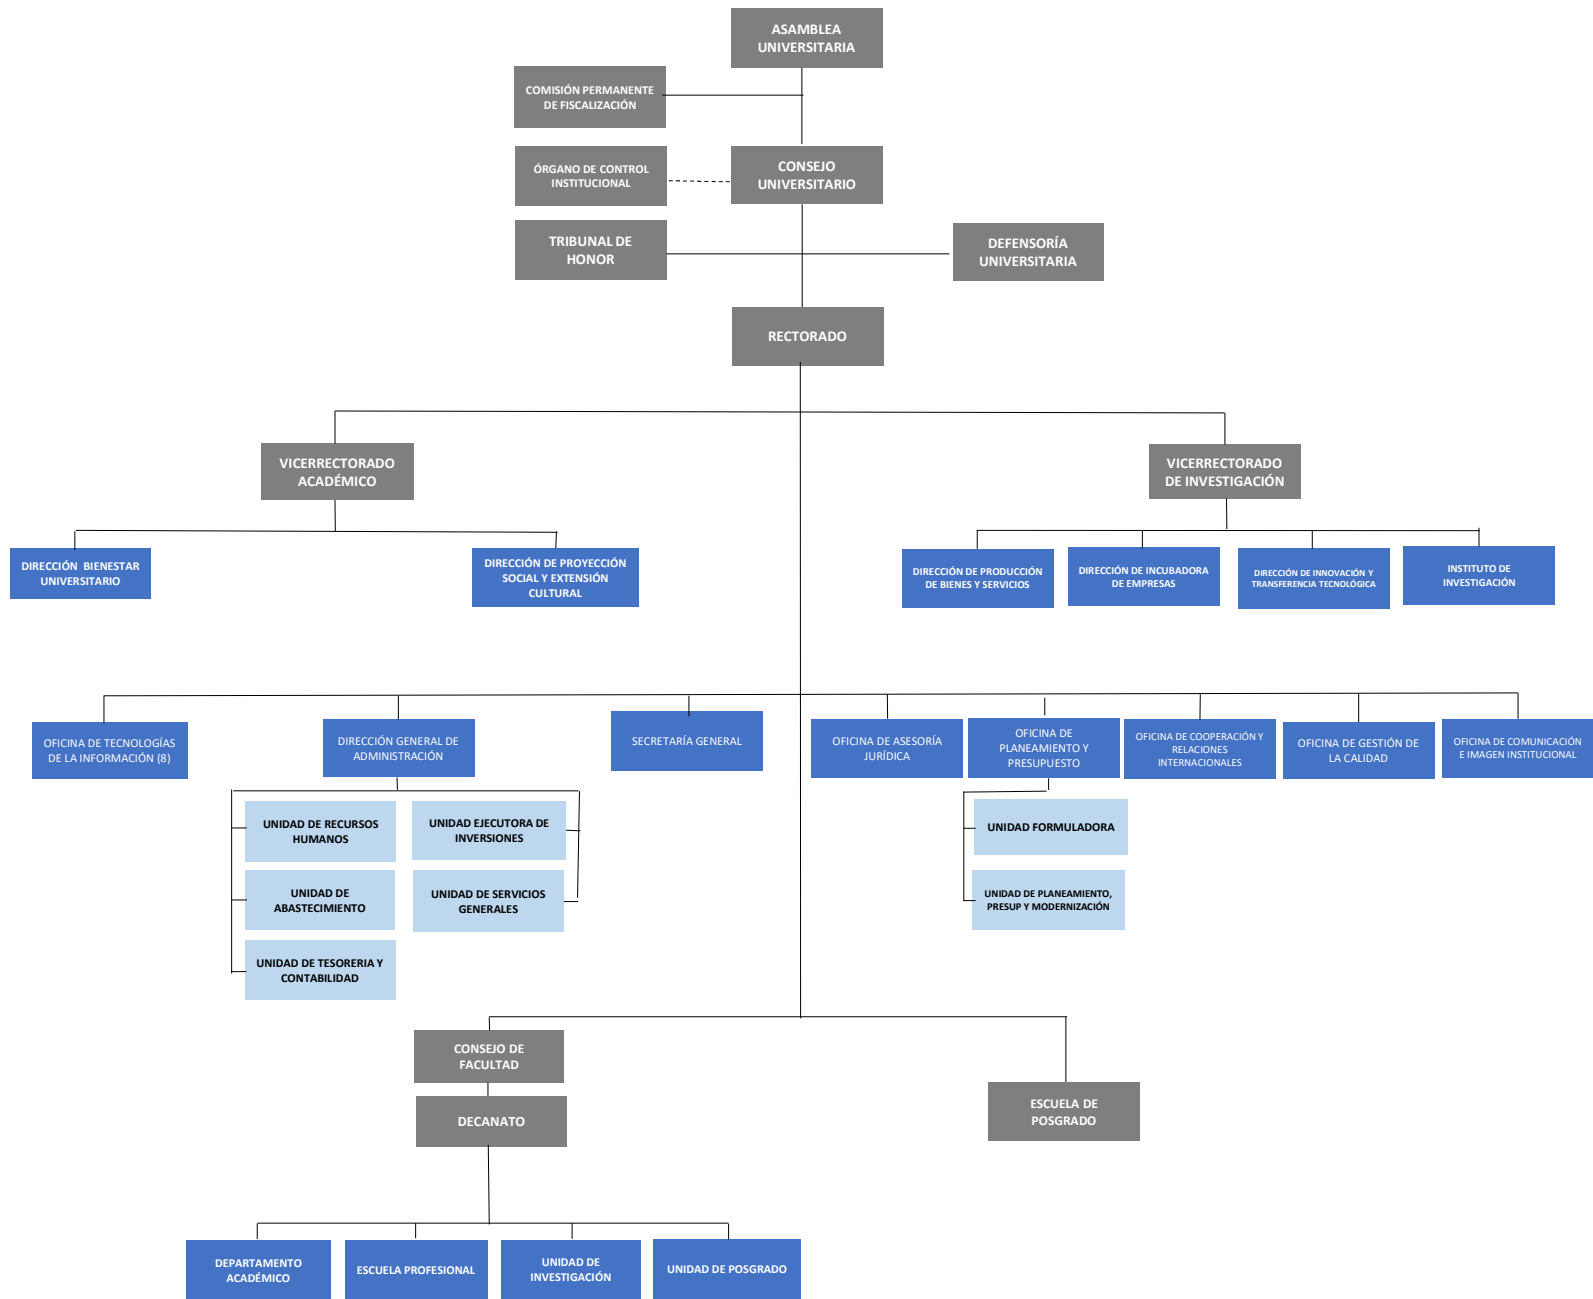 ASAMBLEA
UNIVERSITARIA
COMISIÓN PERMANENTE
DE FISCALIZACIÓN
ÓRGANO DE CONTROL
INSTITUCIONAL
CONSEJO
UNIVERSITARIO
TRIBUNAL DE
HONOR
DEFENSORÍA
UNIVERSITARIA
RECTORADO
VICERRECTORADO
ACADÉMICO
VICERRECTORADO
DE INVESTIGACIÓN
DIRECCIÓN BIENESTAR
UNIVERSITARIO
DIRECCIÓN DE PROYECCIÓN
SOCIAL Y EXTENSIÓN
CULTURAL
DIRECCIÓN DE PRODUCCIÓN
DE BIENES Y SERVICIOS
DIRECCIÓN DE INCUBADORA
DE EMPRESAS
DIRECCIÓN DE INNOVACIÓN Y
TRANSFERENCIA TECNOLÓGICA
INSTITUTO DE
INVESTIGACIÓN
OFICINA DE TECNOLOGÍAS
DE LA INFORMACIÓN (8)
DIRECCIÓN GENERAL DE
ADMINISTRACIÓN
SECRETARÍA GENERAL
OFICINA DE ASESORÍA
JURÍDICA
OFICINA DE
PLANEAMIENTO Y
PRESUPUESTO
OFICINA DE COOPERACIÓN Y
RELACIONES
INTERNACIONALES
OFICINA DE GESTIÓN DE
LA CALIDAD
OFICINA DE COMUNICACIÓN
E IMAGEN INSTITUCIONAL
UNIDAD DE RECURSOS
HUMANOS
UNIDAD EJECUTORA DE
INVERSIONES
UNIDAD FORMULADORA
UNIDAD DE
ABASTECIMIENTO
UNIDAD DE SERVICIOS
GENERALES
UNIDAD DE PLANEAMIENTO,
PRESUP Y MODERNIZACIÓN
UNIDAD DE TESORERIA Y
CONTABILIDAD
CONSEJO DE
FACULTAD
DECANATO
ESCUELA DE
POSGRADO
DEPARTAMENTO
ACADÉMICO
ESCUELA PROFESIONAL
UNIDAD DE
INVESTIGACIÓN
UNIDAD DE POSGRADO